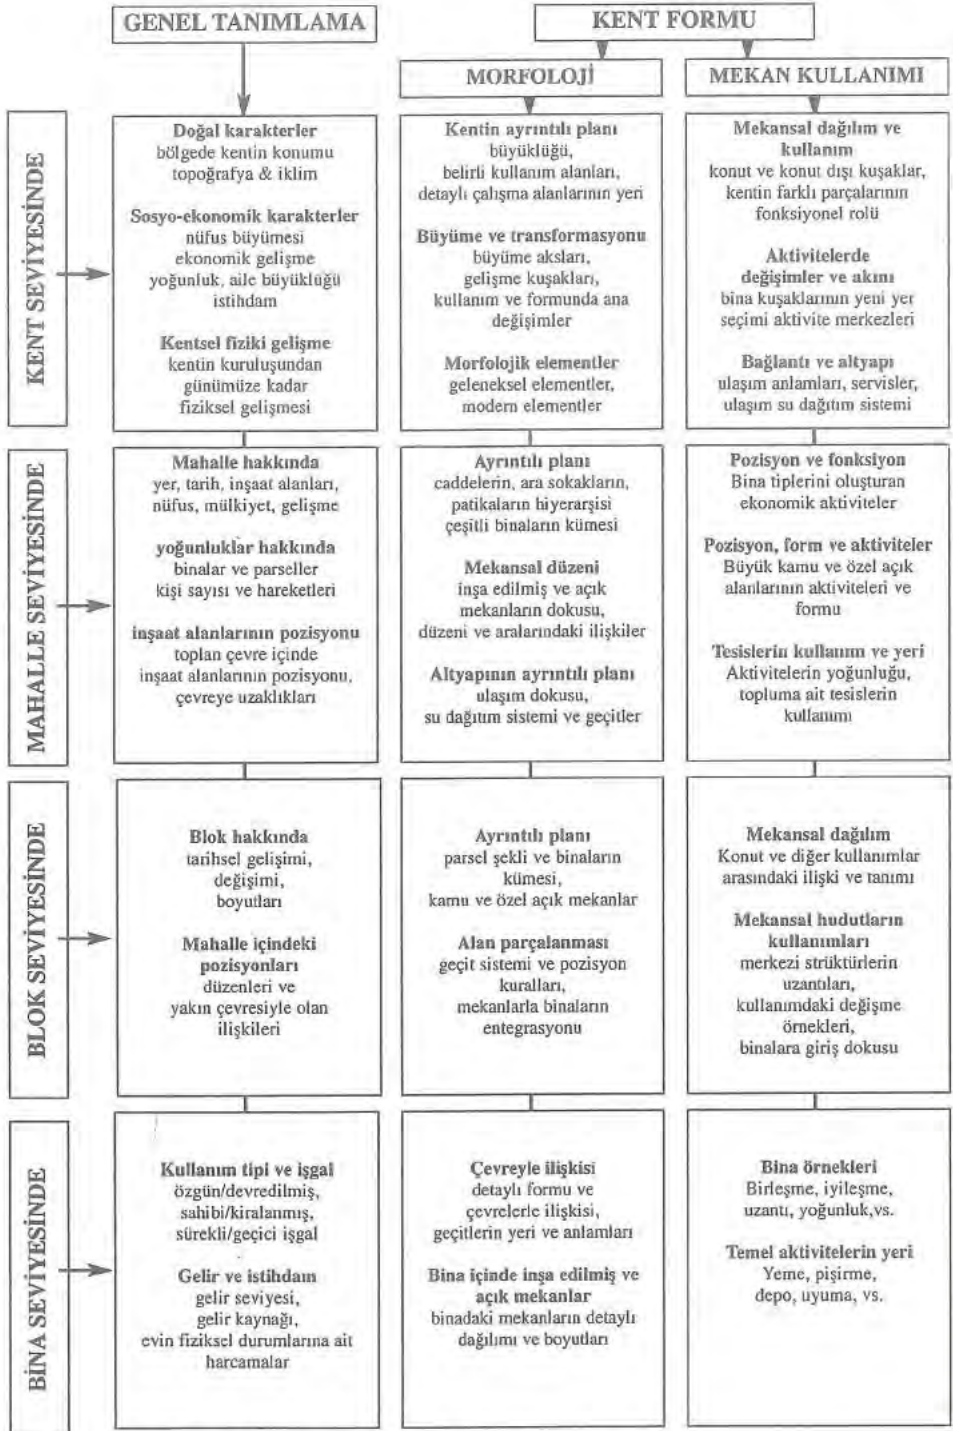 GENEL TANIMLAMA
KENT FORMU
MORFOLOJİ
MEKAN KULLANIMI
KENT SEVİYESİNDE
Doğal karakterler
bölgede kentin konumu
topoğrafya & iklim
Sosyo-ekonomik karakterler
nüfus büyümesi
ekonomik gelişme
yoğunluk, aile büyüklüğü
istihdam
Kentsel fiziki gelişme
kentin kuruluşundan
günümüze kadar
fiziksel gelişmesi
Kentin ayrıntılı planı
büyüklüğü,
belirli kullanım alanları,
detaylı çalışma alanlarının yeri
Büyüme ve transformasyonu
büyüme aksları,
gelişme kuşakları,
kullanım ve formunda ana
değişimler
Morfolojik elementler
geleneksel elementler,
modern elementler
Mekansal dağılım ve
kullanım
konut ve konut dışı kuşaklar,
kentin farklı parçalarının
fonksiyonel rolü
Aktivitelerde
değişimler ve akını
bina kuşaklarının yeni yer
seçimi aktivite merkezleri
Bağlantı ve altyapı
ulaşım anlamları, servisler,
ulaşım su dağıtım sistemi
MAHALLE SEVİYESİNDE
Mahalle hakkında
yer, tarih, inşaat alanları,
nüfus, mülkiyet, gelişme
yoğunluklar hakkında
binalar ve parseller
kişi sayısı ve hareketleri
inşaat alanlarının pozisyonu
toplan çevre içinde
inşaat alanlarının pozisyonu,
çevreye uzaklıkları
Ayrıntılı planı
caddelerin, ara sokakların,
patikaların hiyerarşisi
çeşitli binaların kümesi
Mekansal düzeni
inşa edilmiş ve açık
mekanların dokusu,
düzeni ve aralarındaki ilişkiler
Altyapının ayrıntılı planı
ulaşım dokusu,
su dağıtım sistemi ve geçitler
Pozisyon ve fonksiyon
Bina tiplerini oluşturan
ekonomik aktiviteler
Pozisyon, form ve aktiviteler
Büyük kamu ve özel açık
alanlarının aktiviteleri ve
formu
Tesislerin kullanım ve yeri
Aktivitelerin yoğunluğu,
topluma ait tesislerin
kullanımı
BLOK SEVİYESİNDE
Blok hakkında
tarihsel gelişimi,
değişimi,
boyutları
Mahalle içindeki
pozisyonları
düzenleri ve
yakın çevresiyle olan
ilişkileri
Ayrıntılı planı
parsel şekli ve binaların
kümesi,
kamu ve özel açık mekanlar
Alan parçalanması
geçit sistemi ve pozisyon
kuralları,
mekanlarla binaların
entegrasyonu
Mekansal dağılım
Konut ve diğer kullanımlar
arasındaki ilişki ve tanımı
Mekansal hudutların
kullanımları
merkezi strüktürlerin
uzantıları,
kullanımdaki değişme
örnekleri,
binalara giriş dokusu
BİNA SEVİYESİNDE
Kullanım tipi ve işgal
özgün/devredilmiş,
sahibi/kiralanmış,
sürekli/geçici işgal
Gelir ve istihdam
gelir seviyesi,
gelir kaynağı,
evin fiziksel durumlarına ait
harcamalar
Çevreyle ilişkisi
detaylı formu ve
çevrelerle ilişkisi,
geçitlerin yeri ve anlamları
Bina içinde inşa edilmiş ve
açık mekanlar
binadaki mekanların detaylı
dağılımı ve boyutları
Bina örnekleri
Birleşme, iyileşme,
uzantı, yoğunluk,vs.
Temel aktivitelerin yeri
Yeme, pişirme,
depo, uyuma, vs.